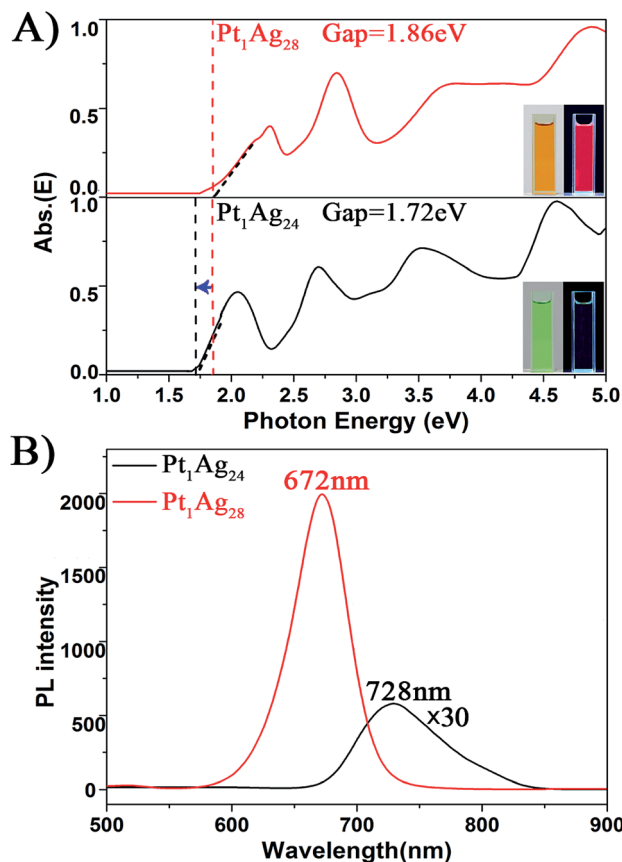 A)
Pt₁Ag₂₈ Gap=1.86eV
1.0
0.5
0.0
Pt₁Ag₂₄ Gap=1.72eV
1.0
0.5
0.0
Abs.(E)
1.0 1.5 2.0 2.5 3.0 3.5 4.0 4.5 5.0
Photon Energy (eV)
B)
Pt₁Ag₂₄
Pt₁Ag₂₈
672nm
728nm
x30
2000
1500
1000
500
0
PL intensity
500 600 700 800 900
Wavelength(nm)